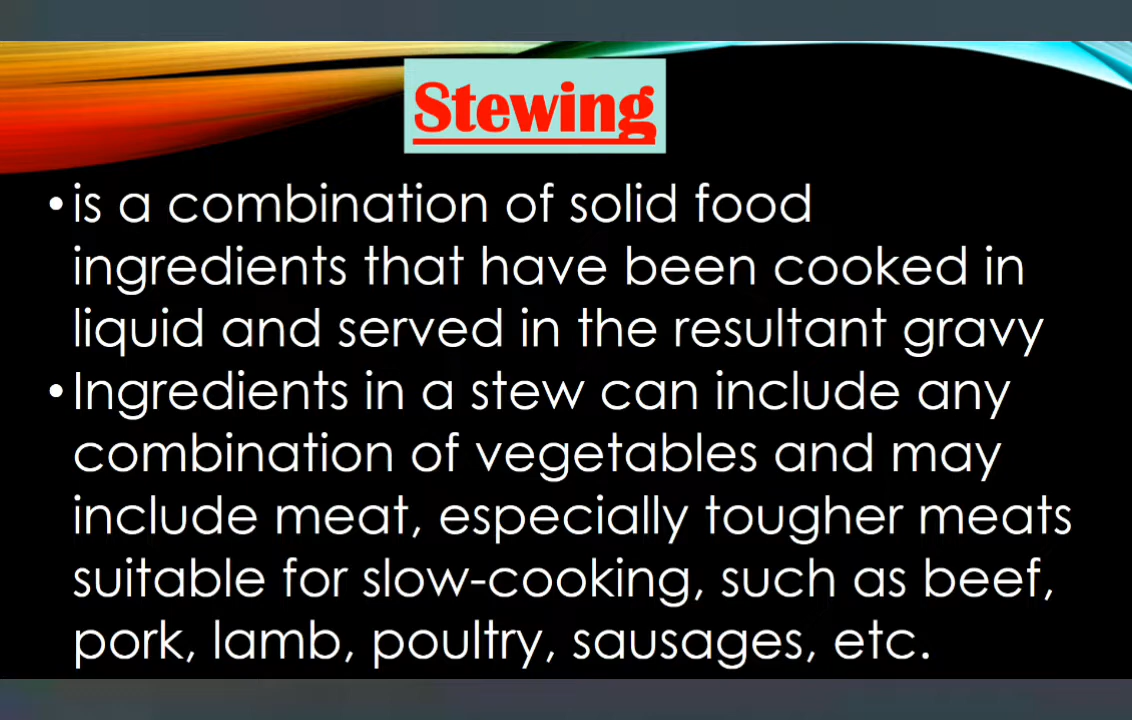 Stewing
•is a combination of solid food
ingredients that have been cooked in
liquid and served in the resultant gravy
•Ingredients in a stew can include any
combination of vegetables and may
include meat, especially tougher meats
suitable for slow-cooking, such as beef,
pork, lamb, poultry, sausages, etc.